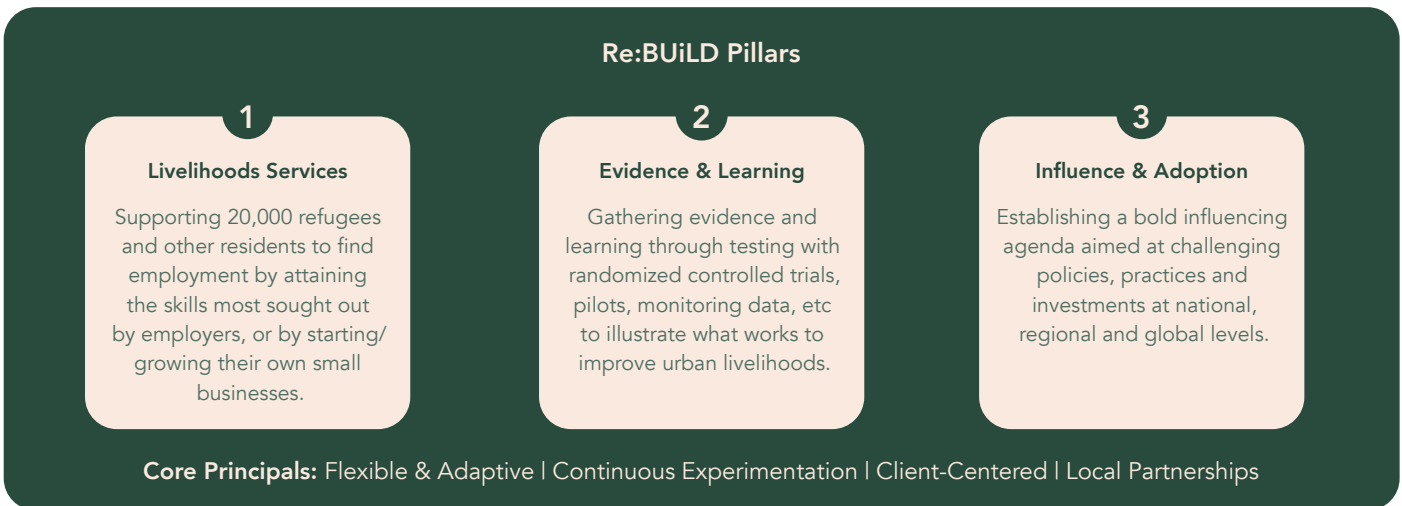 Re:BUiLD Pillars
1
Livelihoods Services
Supporting 20,000 refugees
and other residents to find
employment by attaining
the skills most sought out
by employers, or by starting/
growing their own small
businesses.
2
Evidence & Learning
Gathering evidence and
learning through testing with
randomized controlled trials,
pilots, monitoring data, etc
to illustrate what works to
improve urban livelihoods.
3
Influence & Adoption
Establishing a bold influencing
agenda aimed at challenging
policies, practices and
investments at national,
regional and global levels.
Core Principals: Flexible & Adaptive | Continuous Experimentation | Client-Centered | Local Partnerships